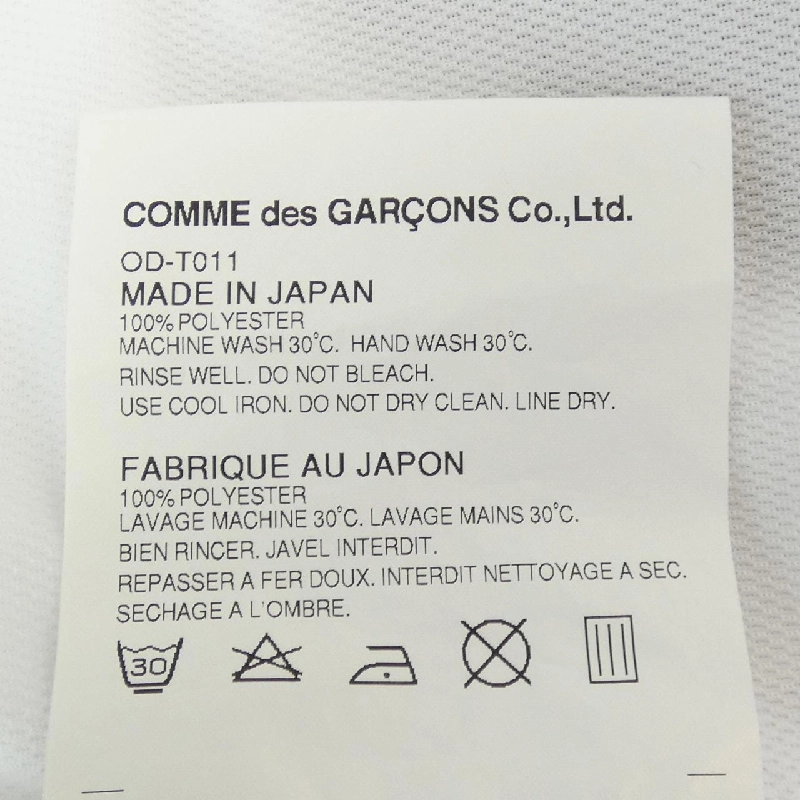 COMME des GARÇONS Co.,Ltd.
OD-T011
MADE IN JAPAN
100% POLYESTER
MACHINE WASH 30°C. HAND WASH 30°C.
RINSE WELL. DO NOT BLEACH.
USE COOL IRON. DO NOT DRY CLEAN. LINE DRY.
FABRIQUE AU JAPON
100% POLYESTER
LAVAGE MACHINE 30°C. LAVAGE MAINS 30°C.
BIEN RINCER. JAVEL INTERDIT.
REPASSER A FER DOUX. INTERDIT NETTOYAGE A SEC.
SECHAGE A L'OMBRE.
30